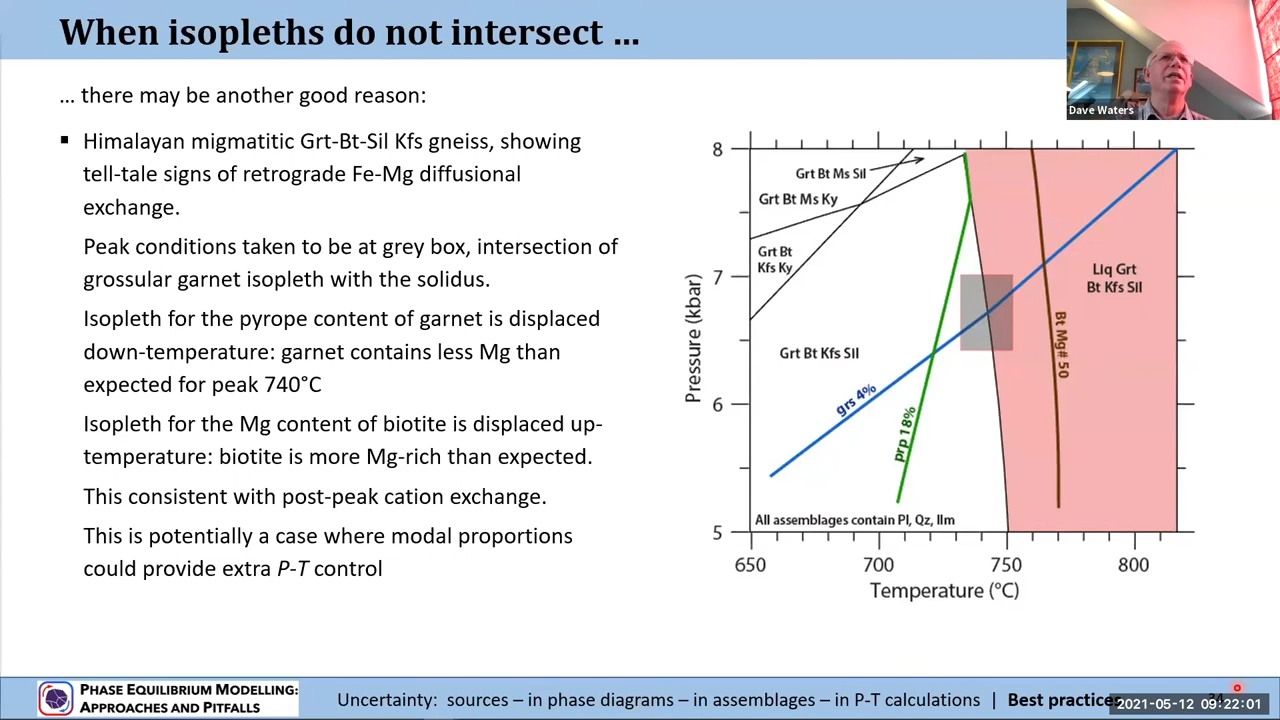 When isopleths do not intersect ...
Dave Waters
... there may be another good reason:
▪ Himalayan migmatitic Grt-Bt-Sil Kfs gneiss, showing
tell-tale signs of retrograde Fe-Mg diffusional
exchange.
Peak conditions taken to be at grey box, intersection of
grossular garnet isopleth with the solidus.
Isopleth for the pyrope content of garnet is displaced
down-temperature: garnet contains less Mg than
expected for peak 740°C
Isopleth for the Mg content of biotite is displaced up-
temperature: biotite is more Mg-rich than expected.
This consistent with post-peak cation exchange.
This is potentially a case where modal proportions
could provide extra P-T control
8
7
6
5
Pressure (kbar)
Grt Bt Ms Sil
Grt Bt Ms Ky
Grt Bt
Kfs Ky
Grt Bt Kfs Sil
Liq Grt
Bt Kfs Sil
Bt Mg# 50
grs 4%
prp 18%
All assemblages contain Pl, Qz, Ilm
650
700
750
800
Temperature (°C)
PHASE EQUILIBRIUM MODELLING:
APPROACHES AND PITFALLS
Uncertainty: sources – in phase diagrams – in assemblages – in P-T calculations | Best practices
2021-05-12 09:22:01